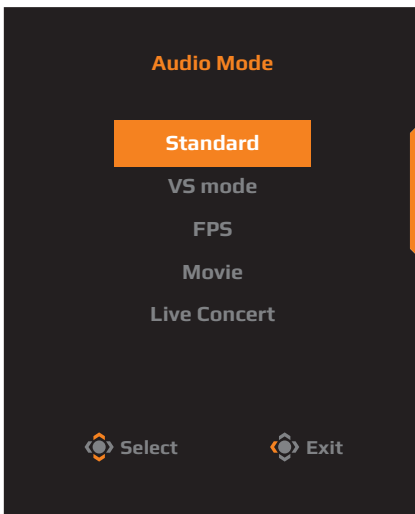 Audio Mode
Standard
VS mode
FPS
Movie
Live Concert
Select Exit